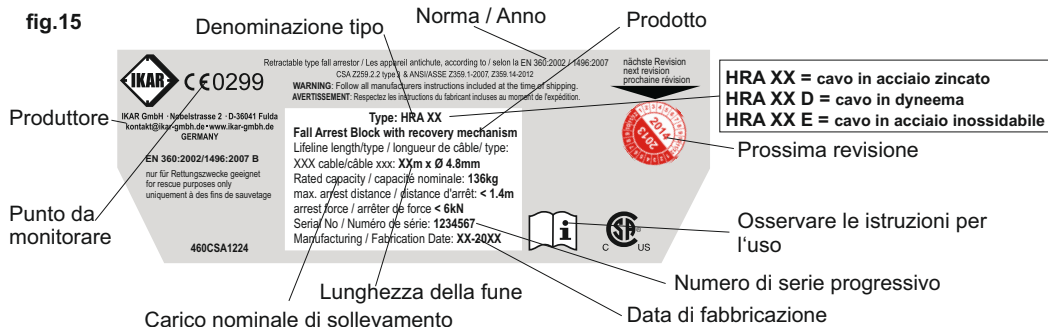 fig.15
Denominazione tipo
Norma / Anno
Prodotto
IKAR
CE0299
Retractable type fall arrestor / Les appareil antichute, according to / selon la EN 360:2002 / 1496:2007
CSA Z259.2.2 type3 & ANSI/ASSE Z359.1-2007, Z359.14-2012
WARNING: Follow all manufacturers instructions included at the time of shipping.
AVERTISSEMENT: Respectez les instructions du fabricant incluses au moment de l'expédition.
nächste Revision
next revision
prochaine révision
HRA XX = cavo in acciaio zincato
HRA XX D = cavo in dyneema
HRA XX E = cavo in acciaio inossidabile
Produttore
IKAR GmbH · Nobelstrasse 2 · D-36041 Fulda
kontakt@ikar-gmbh.de • www.ikar-gmbh.de
GERMANY
EN 360:2002/1496:2007 B
nur für Rettungszwecke geeignet
for rescue purposes only
uniquement à des fins de sauvetage
Type: HRA XX
Fall Arrest Block with recovery mechanism
Lifeline length/type / longueur de câble/ type:
XXX cable/câble xxx: XXm x Ø 4.8mm
Rated capacity / capacité nominale: 136kg
max. arrest distance / distance d'arrêt: < 1.4m
arrest force / arrêter de force < 6kN
Serial No / Numéro de série: 1234567
Manufacturing / Fabrication Date: XX-20XX
2014
2013
Prossima revisione
Punto da
monitorare
460CSA1224
i
CSA®
C US
Osservare le istruzioni per
l'uso
Numero di serie progressivo
Lunghezza della fune
Data di fabbricazione
Carico nominale di sollevamento